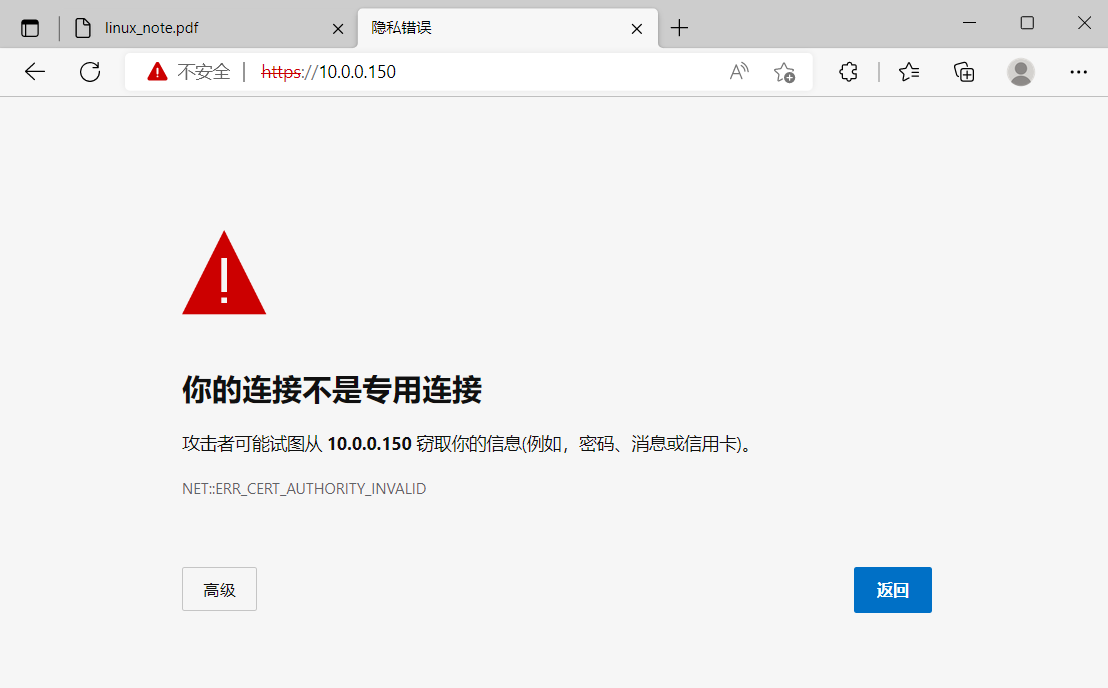 linux_note.pdf
隐私错误
不安全 https://10.0.0.150
你的连接不是专用连接
攻击者可能试图从 10.0.0.150 窃取你的信息(例如，密码、消息或信用卡)。
NET::ERR_CERT_AUTHORITY_INVALID
高级
返回